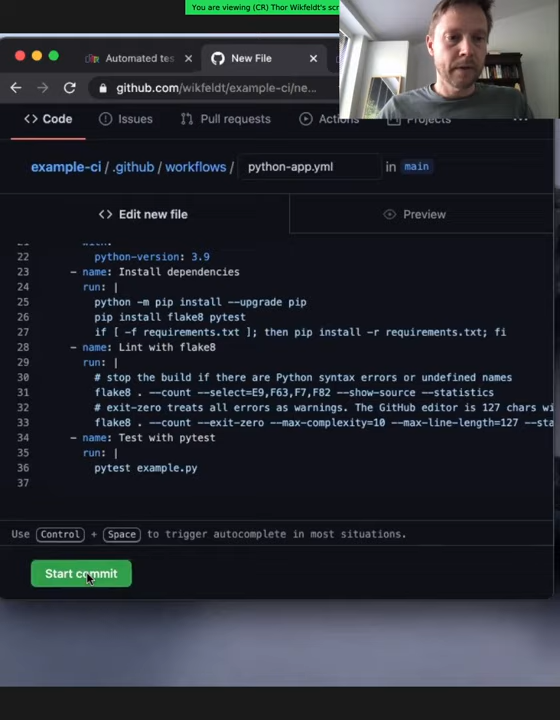 You are viewing (CR) Thor Wikfeldt's scr
Automated tes
New File
github.com/wikfeldt/example-ci/ne...
Code
Issues
Pull requests
Actions
Projects
example-ci / .github / workflows / python-app.yml in main
Edit new file
Preview
21 with:
22 python-version: 3.9
23 - name: Install dependencies
24 run: |
25 python -m pip install --upgrade pip
26 pip install flake8 pytest
27 if [ -f requirements.txt ]; then pip install -r requirements.txt; fi
28 - name: Lint with flake8
29 run: |
30 # stop the build if there are Python syntax errors or undefined names
31 flake8 . --count --select=E9,F63,F7,F82 --show-source --statistics
32 # exit-zero treats all errors as warnings. The GitHub editor is 127 chars wi
33 flake8 . --count --exit-zero --max-complexity=10 --max-line-length=127 --sta
34 - name: Test with pytest
35 run: |
36 pytest example.py
37
Use Control + Space to trigger autocomplete in most situations.
Start commit